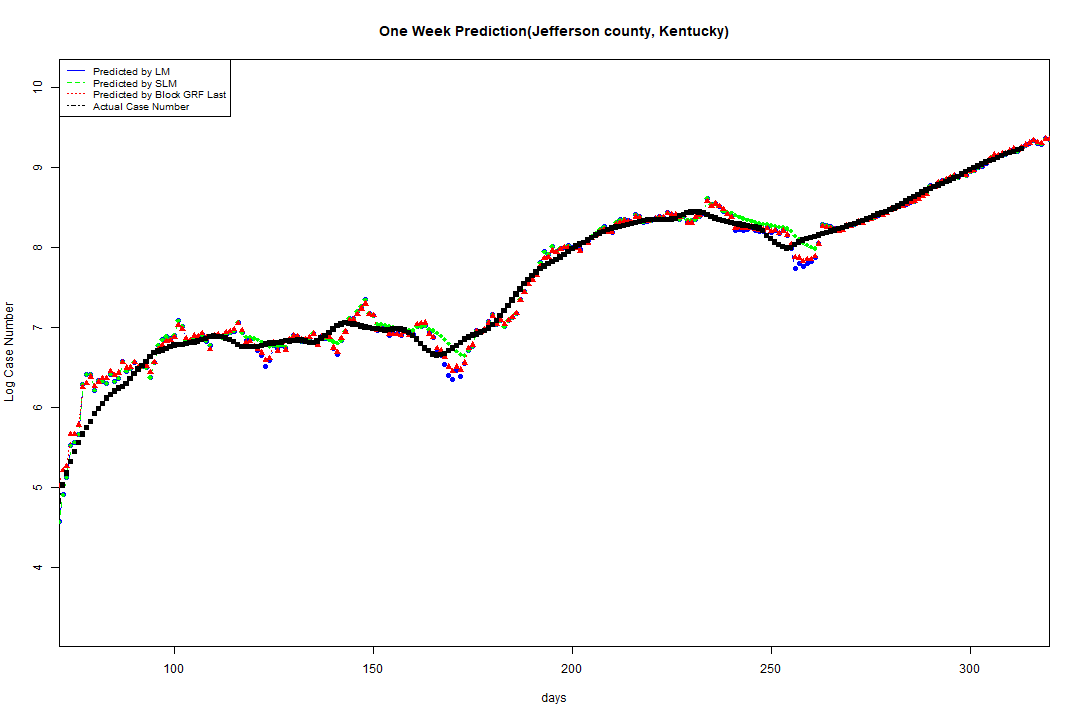 One Week Prediction(Jefferson county, Kentucky)
Predicted by LM
Predicted by SLM
Predicted by Block GRF Last
Actual Case Number
10
9
8
7
6
5
4
Log Case Number
100 150 200 250 300
days